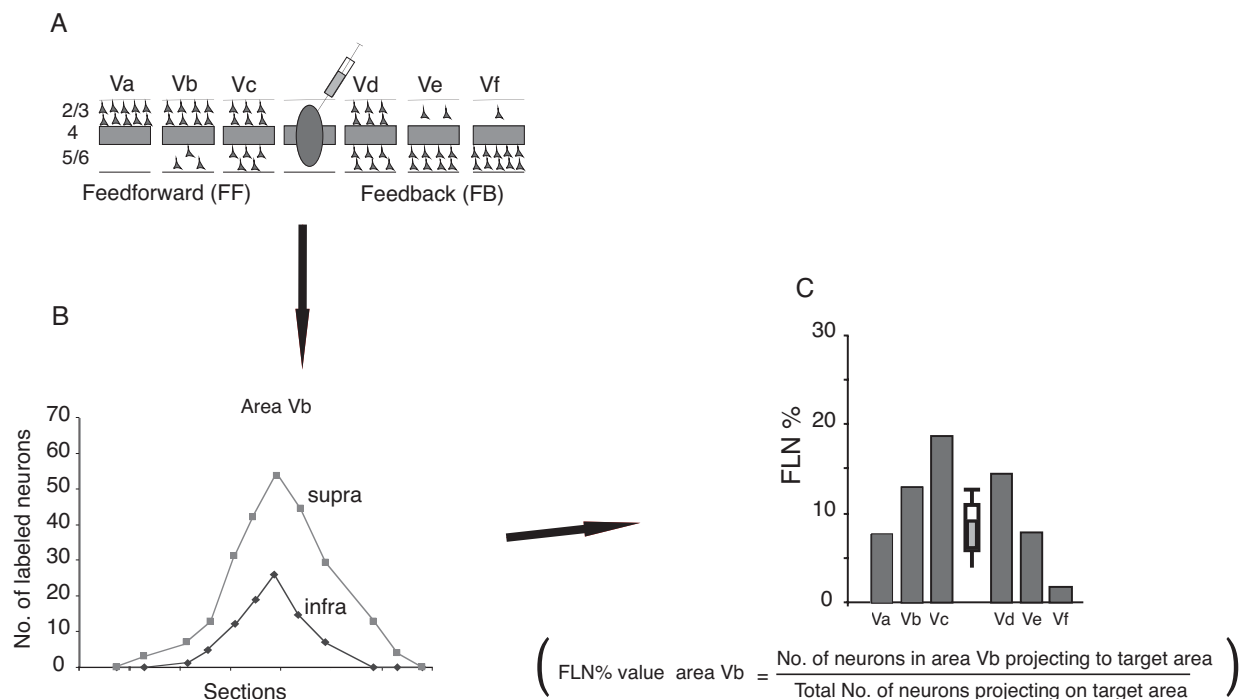 A
Va Vb Vc Vd Ve Vf
2/3
4
5/6
Feedforward (FF) Feedback (FB)
B
Area Vb
No. of labeled neurons
70
60
50
40
30
20
10
0
supra
infra
Sections
C
FLN %
30
20
10
0
Va Vb Vc Vd Ve Vf
( FLN% value area Vb = No. of neurons in area Vb projecting to target area )
Total No. of neurons projecting on target area